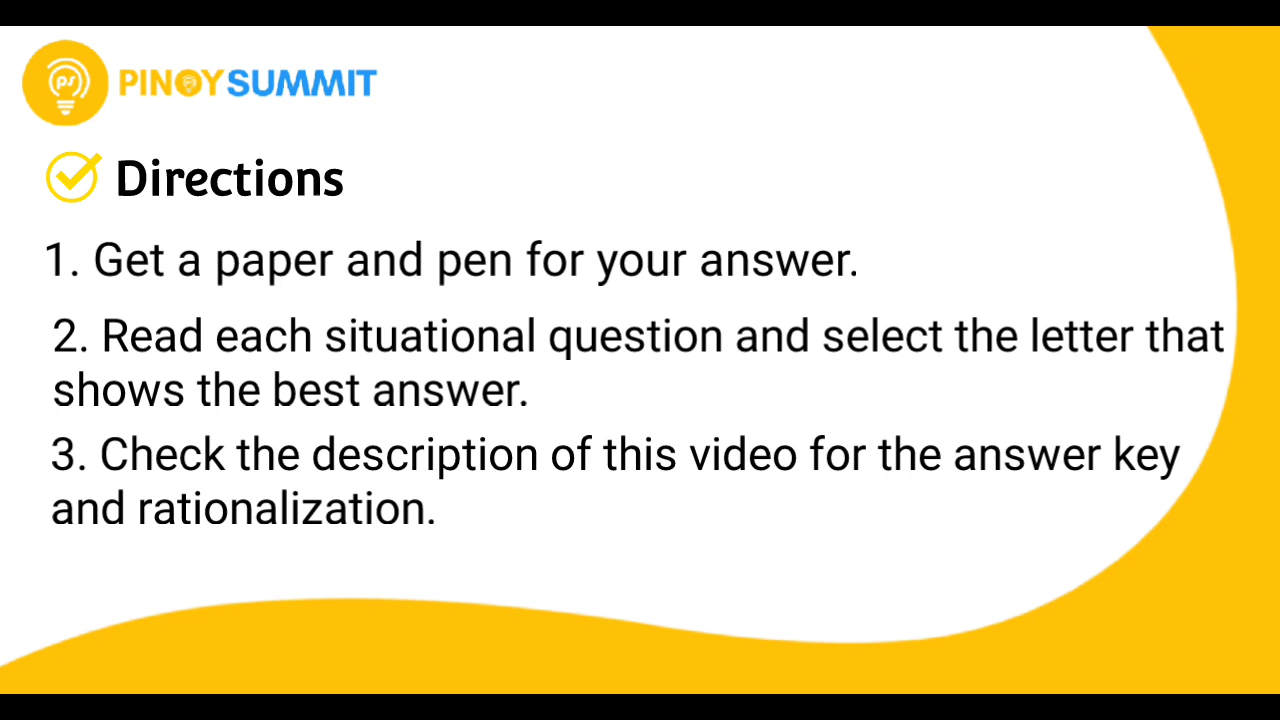 ps
PINOYSUMMIT
Directions
1. Get a paper and pen for your answer.
2. Read each situational question and select the letter that
shows the best answer.
3. Check the description of this video for the answer key
and rationalization.